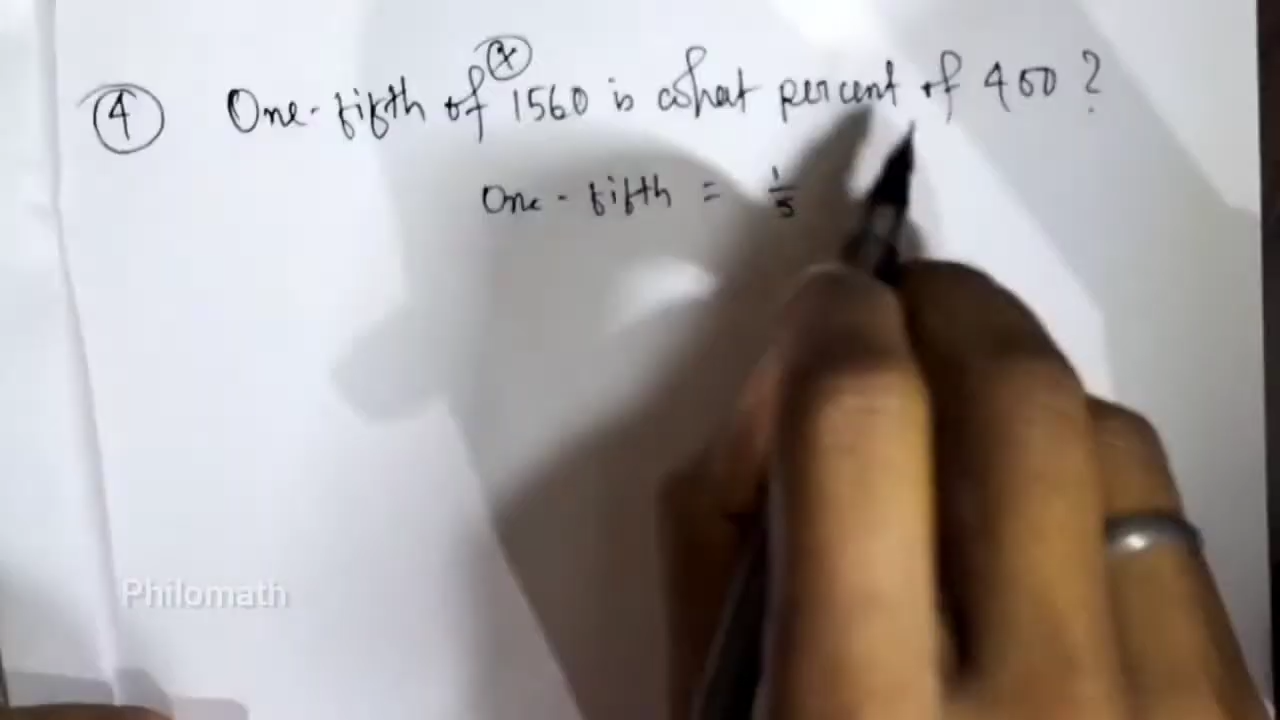 ④ One-fifth of 1560 is what percent of 400 ?
One-fifth = 1/5
Philomath